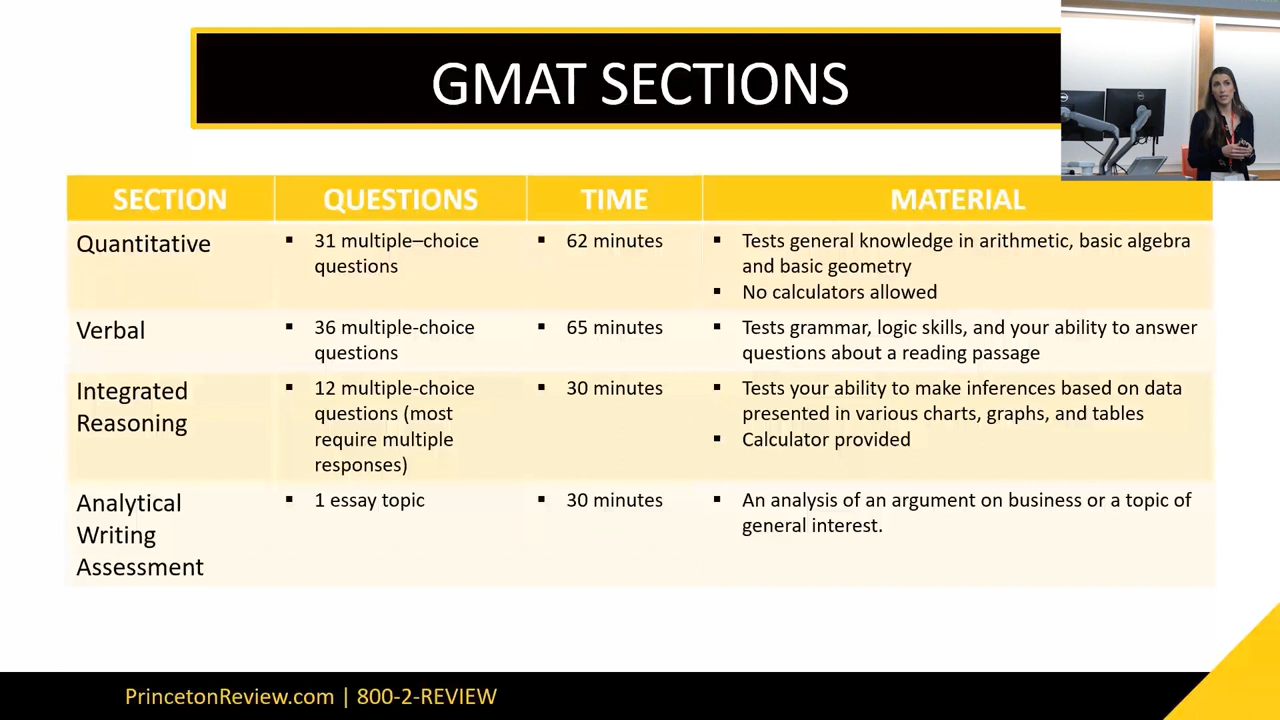 GMAT SECTIONS
SECTION QUESTIONS TIME MATERIAL
Quantitative
▪ 31 multiple–choice
questions
▪ 62 minutes
▪ Tests general knowledge in arithmetic, basic algebra
and basic geometry
▪ No calculators allowed
Verbal
▪ 36 multiple-choice
questions
▪ 65 minutes
▪ Tests grammar, logic skills, and your ability to answer
questions about a reading passage
Integrated
Reasoning
▪ 12 multiple-choice
questions (most
require multiple
responses)
▪ 30 minutes
▪ Tests your ability to make inferences based on data
presented in various charts, graphs, and tables
▪ Calculator provided
Analytical
Writing
Assessment
▪ 1 essay topic
▪ 30 minutes
▪ An analysis of an argument on business or a topic of
general interest.
PrincetonReview.com | 800-2-REVIEW